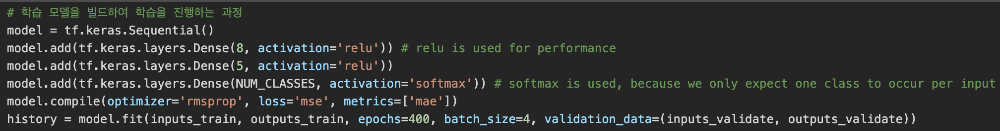 # 학습 모델을 빌드하여 학습을 진행하는 과정
model = tf.keras.Sequential()
model.add(tf.keras.layers.Dense(8, activation='relu')) # relu is used for performance
model.add(tf.keras.layers.Dense(5, activation='relu'))
model.add(tf.keras.layers.Dense(NUM_CLASSES, activation='softmax')) # softmax is used, because we only expect one class to occur per input
model.compile(optimizer='rmsprop', loss='mse', metrics=['mae'])
history = model.fit(inputs_train, outputs_train, epochs=400, batch_size=4, validation_data=(inputs_validate, outputs_validate))